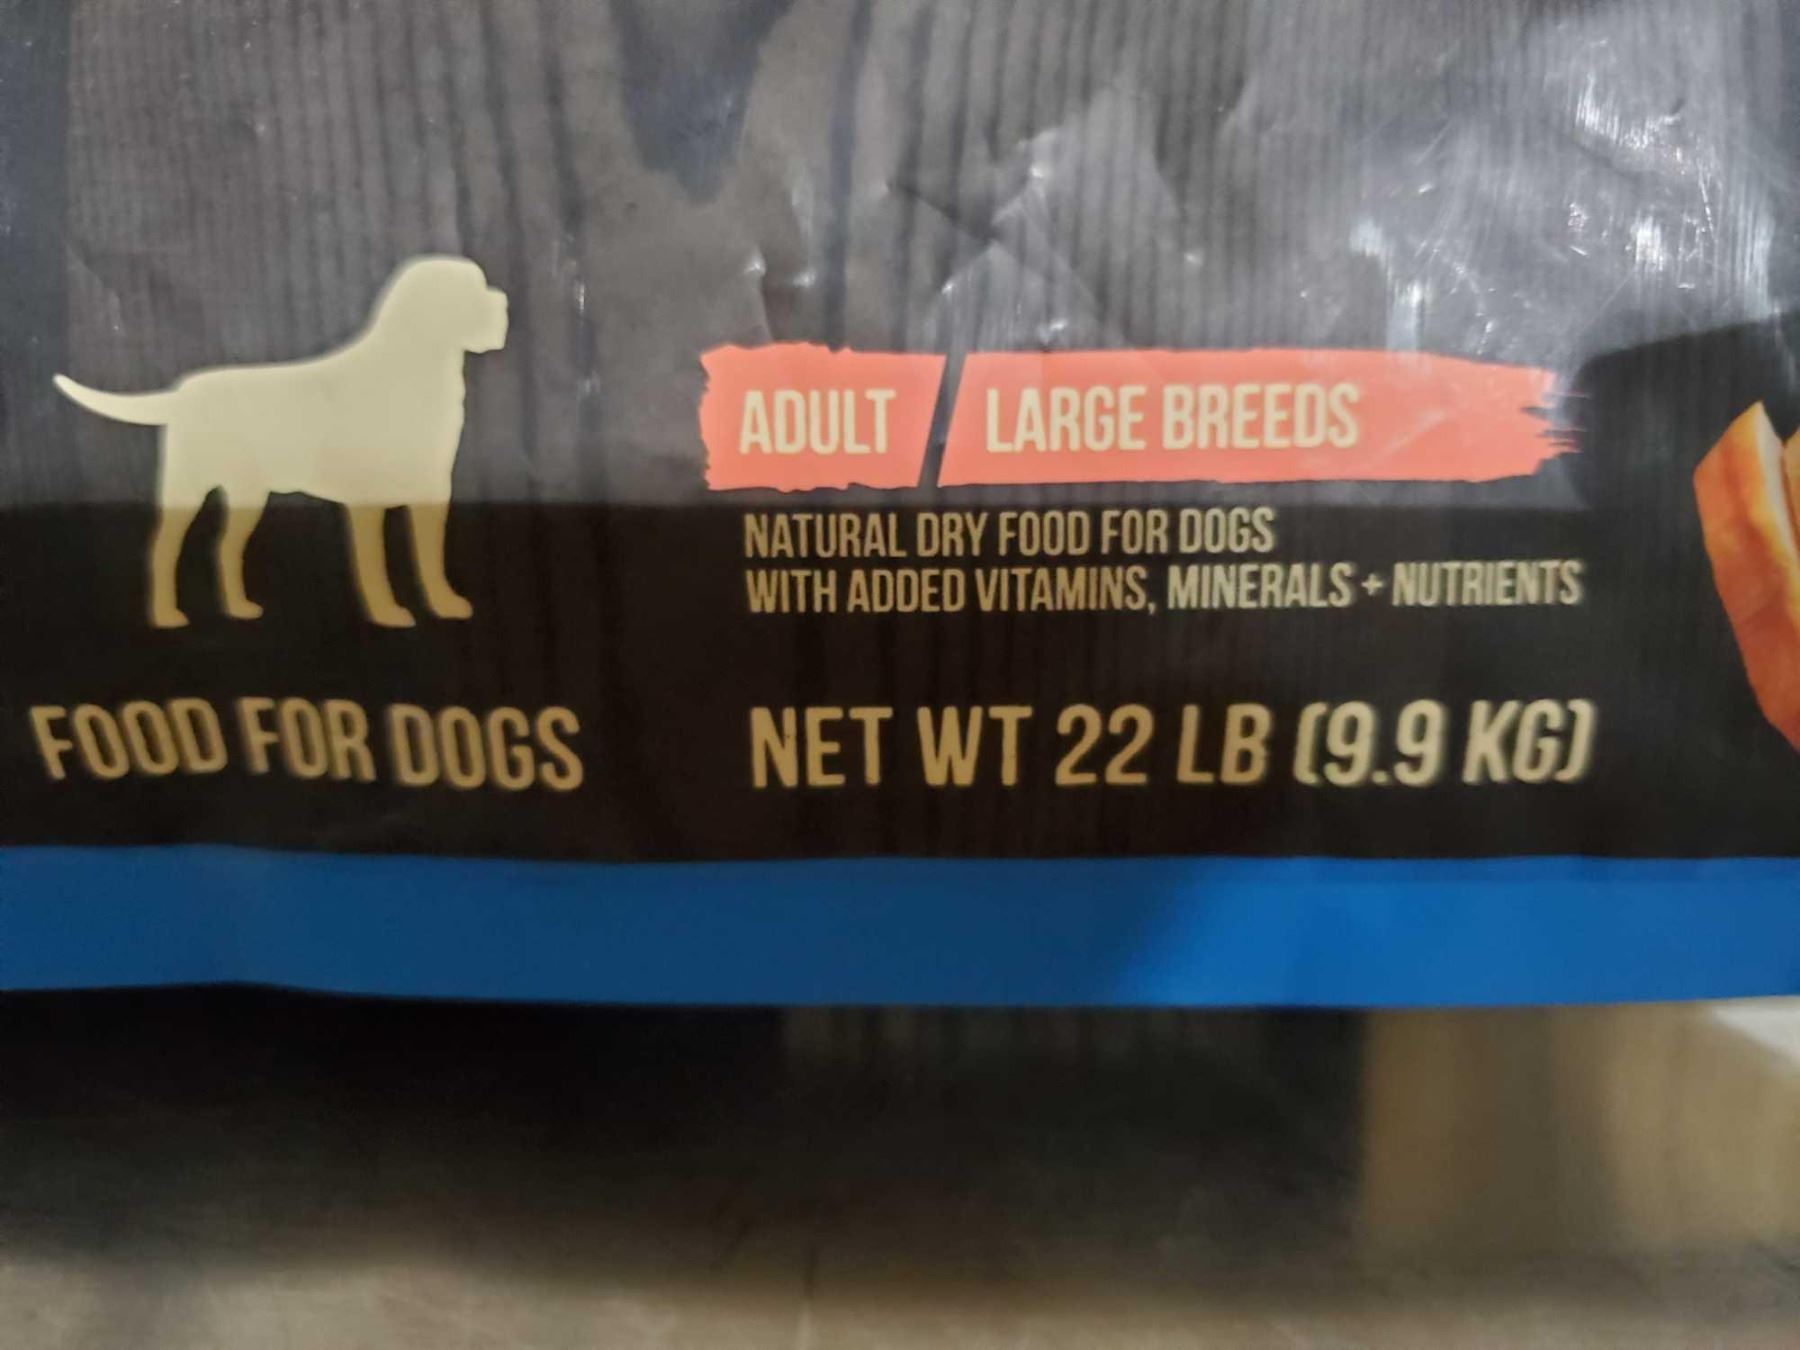 ADULT / LARGE BREEDS
NATURAL DRY FOOD FOR DOGS
WITH ADDED VITAMINS, MINERALS + NUTRIENTS
FOOD FOR DOGS
NET WT 22 LB (9.9 KG)